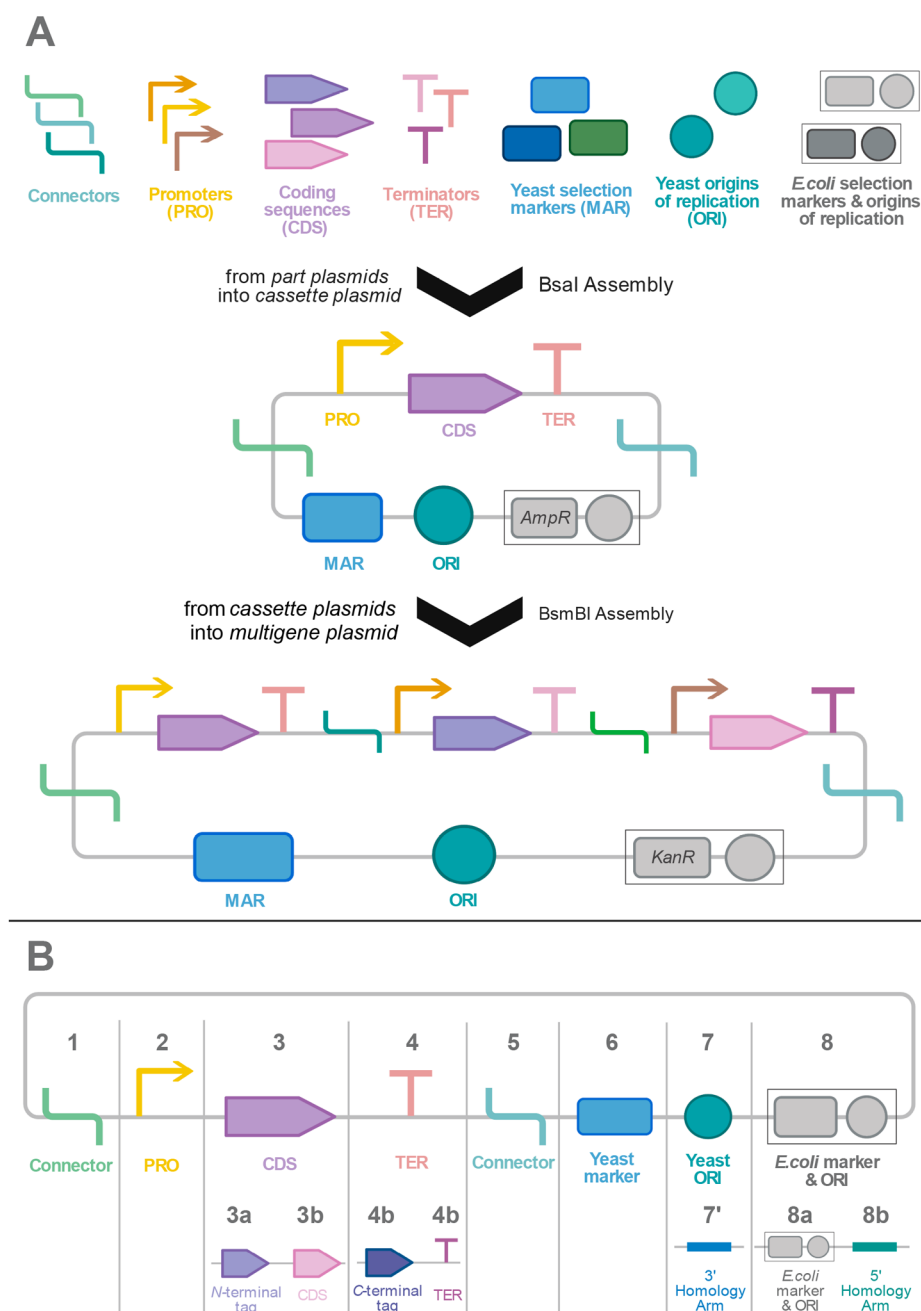 A
Connectors
Promoters
(PRO)
Coding
sequences
(CDS)
Terminators
(TER)
Yeast selection
markers (MAR)
Yeast origins
of replication
(ORI)
E.coli selection
markers & origins
of replication
from part plasmids
into cassette plasmid
BsaI Assembly
PRO
CDS
TER
MAR
ORI
AmpR
from cassette plasmids
into multigene plasmid
BsmBI Assembly
MAR
ORI
KanR
B
1
2
3
4
5
6
7
8
Connector
PRO
CDS
TER
Connector
Yeast
marker
Yeast
ORI
E.coli marker
& ORI
3a
3b
4b
4b
7'
8a
8b
N-terminal
tag
CDS
C-terminal
tag
TER
3'
Homology
Arm
E.coli
marker
& ORI
5'
Homology
Arm